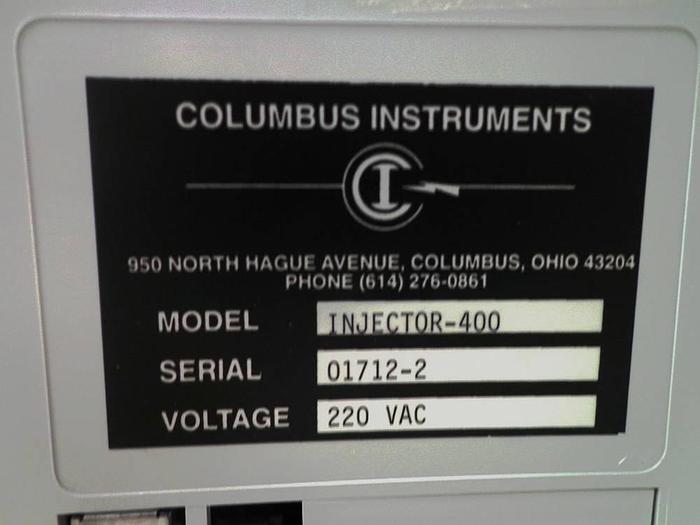 COLUMBUS INSTRUMENTS
CI
950 NORTH HAGUE AVENUE, COLUMBUS, OHIO 43204
PHONE (614) 276-0861
MODEL INJECTOR-400
SERIAL 01712-2
VOLTAGE 220 VAC